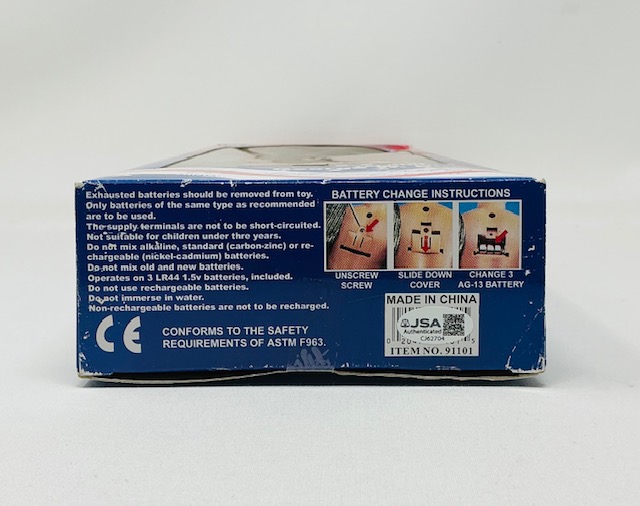 Exhausted batteries should be removed from toy.
Only batteries of the same type as recommended
are to be used.
The supply terminals are not to be short-circuited.
Not suitable for children under thre years.
Do not mix alkaline, standard (carbon-zinc) or re-
chargeable (nickel-cadmium) batteries.
Do not mix old and new batteries.
Operates on 3 LR44 1.5v batteries, included.
Do not use rechargeable batteries.
Do not immerse in water.
Non-rechargeable batteries are not to be recharged.
CE
CONFORMS TO THE SAFETY
REQUIREMENTS OF ASTM F963.
BATTERY CHANGE INSTRUCTIONS
UNSCREW
SCREW
SLIDE DOWN
COVER
CHANGE 3
AG-13 BATTERY
MADE IN CHINA
JSA
Authenticated
CJ62704
ITEM NO. 91101